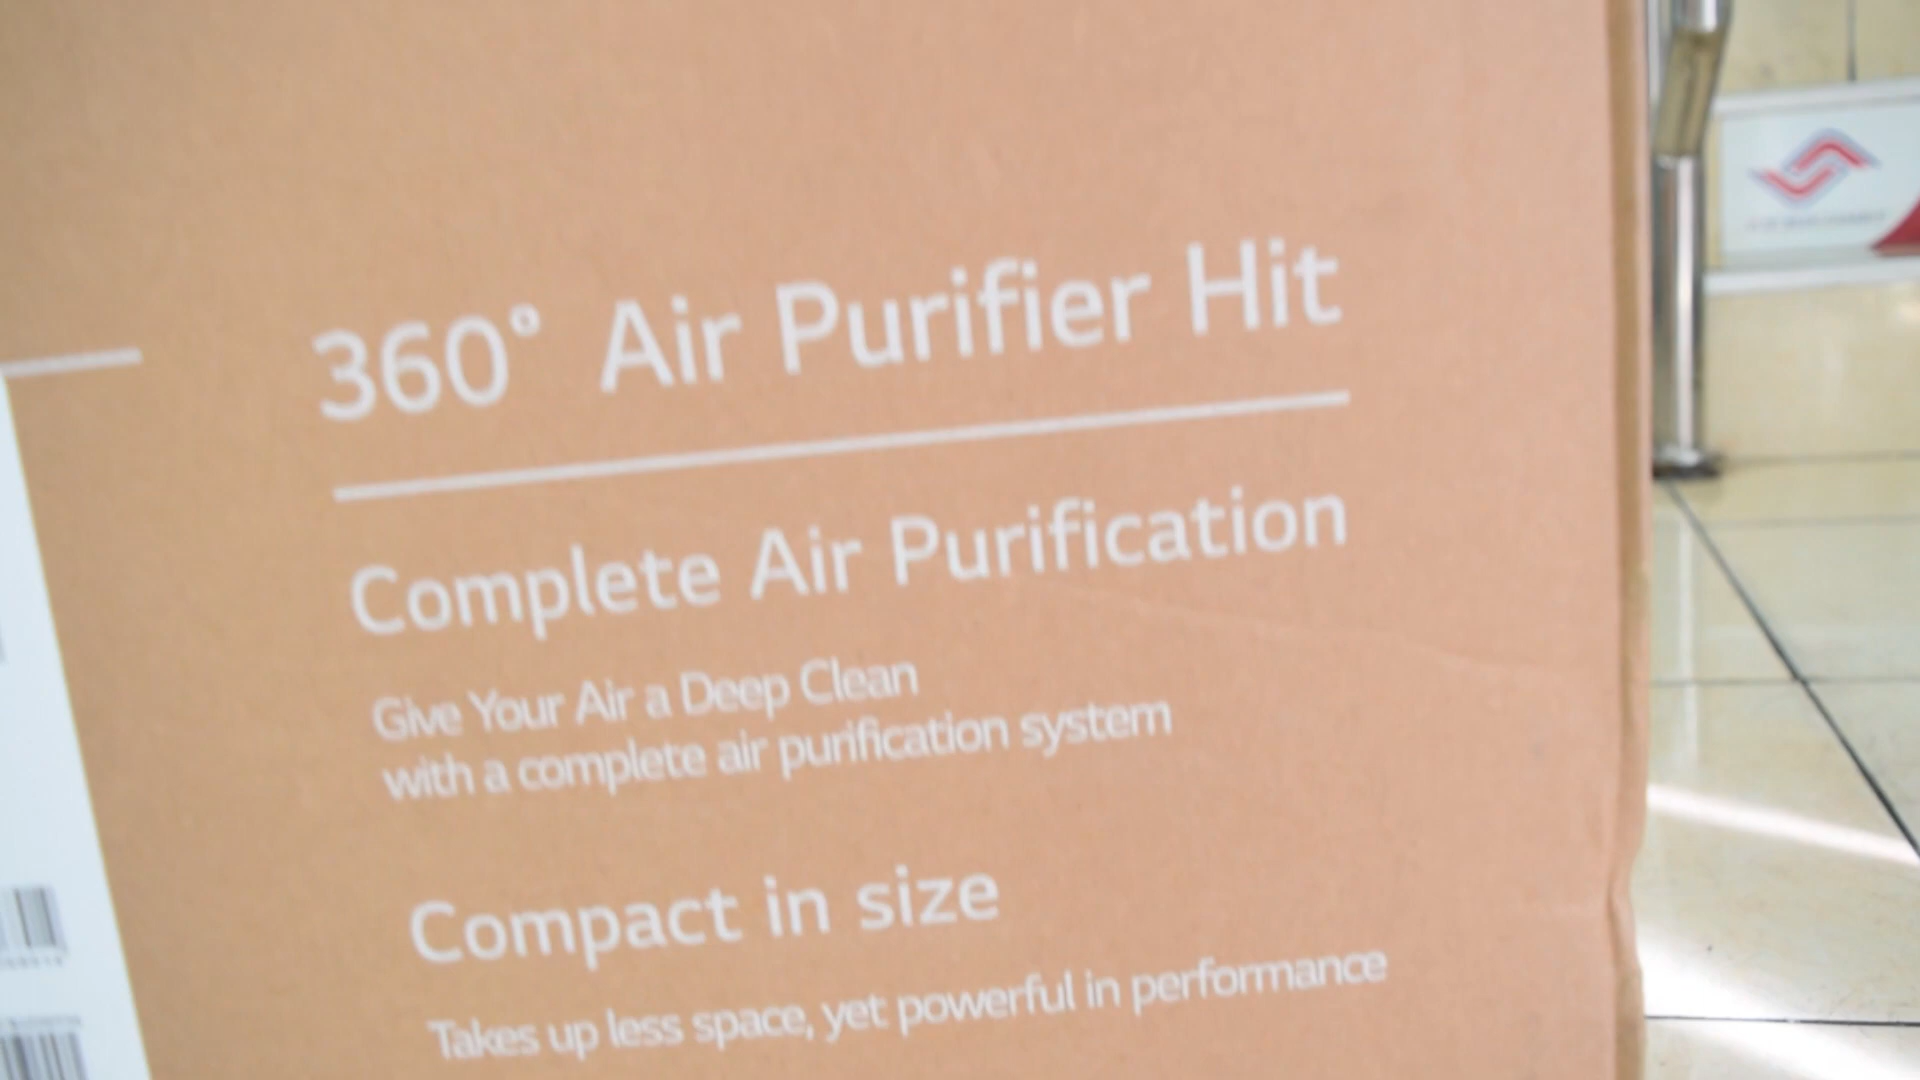 360° Air Purifier Hit
Complete Air Purification
Give Your Air a Deep Clean
with a complete air purification system
Compact in size
Takes up less space, yet powerful in performance